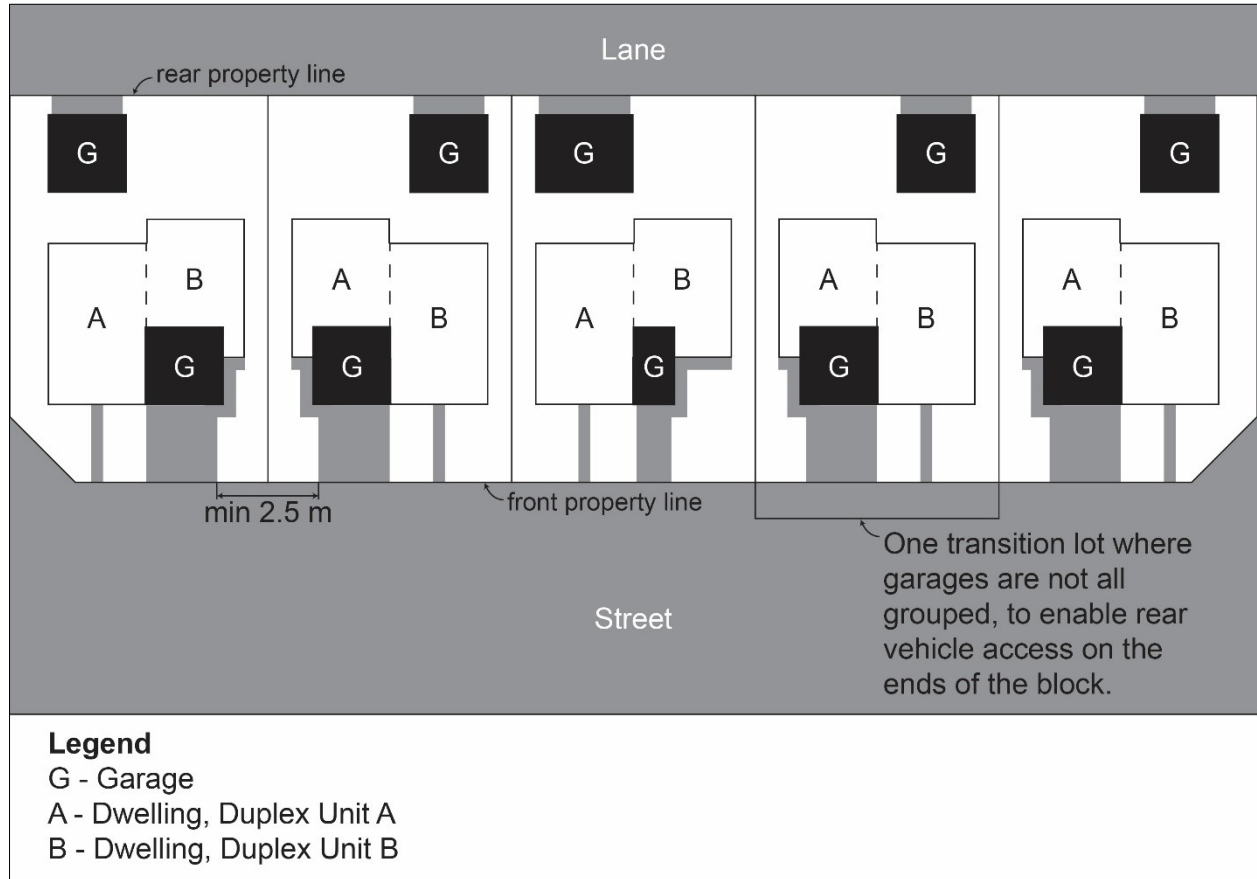 Lane
rear property line
G
G
G
G
G
A
B
A
B
A
B
A
B
A
B
G
G
G
G
G
min 2.5 m
front property line
One transition lot where
garages are not all
grouped, to enable rear
vehicle access on the
ends of the block.
Street
Legend
G - Garage
A - Dwelling, Duplex Unit A
B - Dwelling, Duplex Unit B